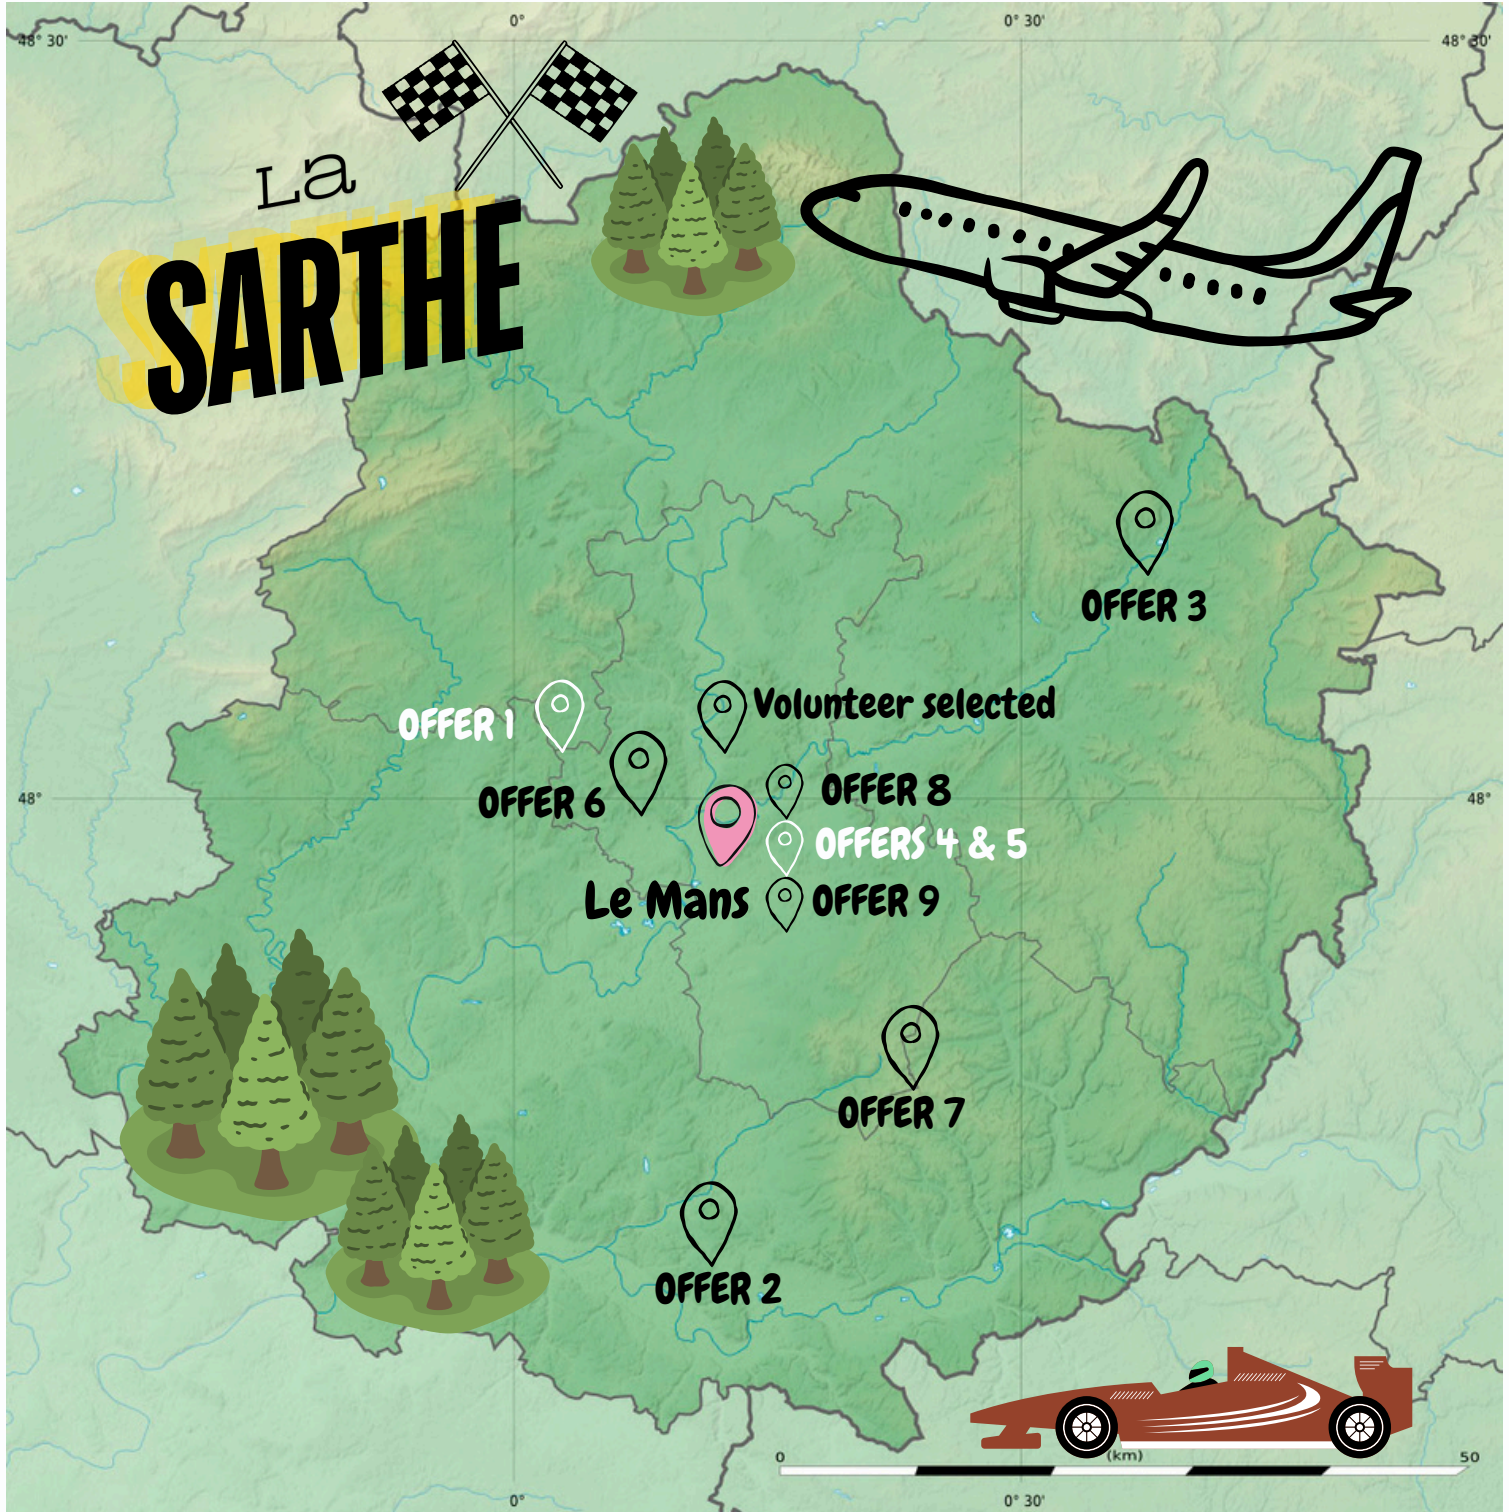 0°
0° 30'
48° 30'
48° 30'
La
SARTHE
OFFER 3
Volunteer selected
OFFER 1
OFFER 6
OFFER 8
48°
48°
OFFERS 4 & 5
Le Mans
OFFER 9
OFFER 7
OFFER 2
0
(km)
50
0°
0° 30'